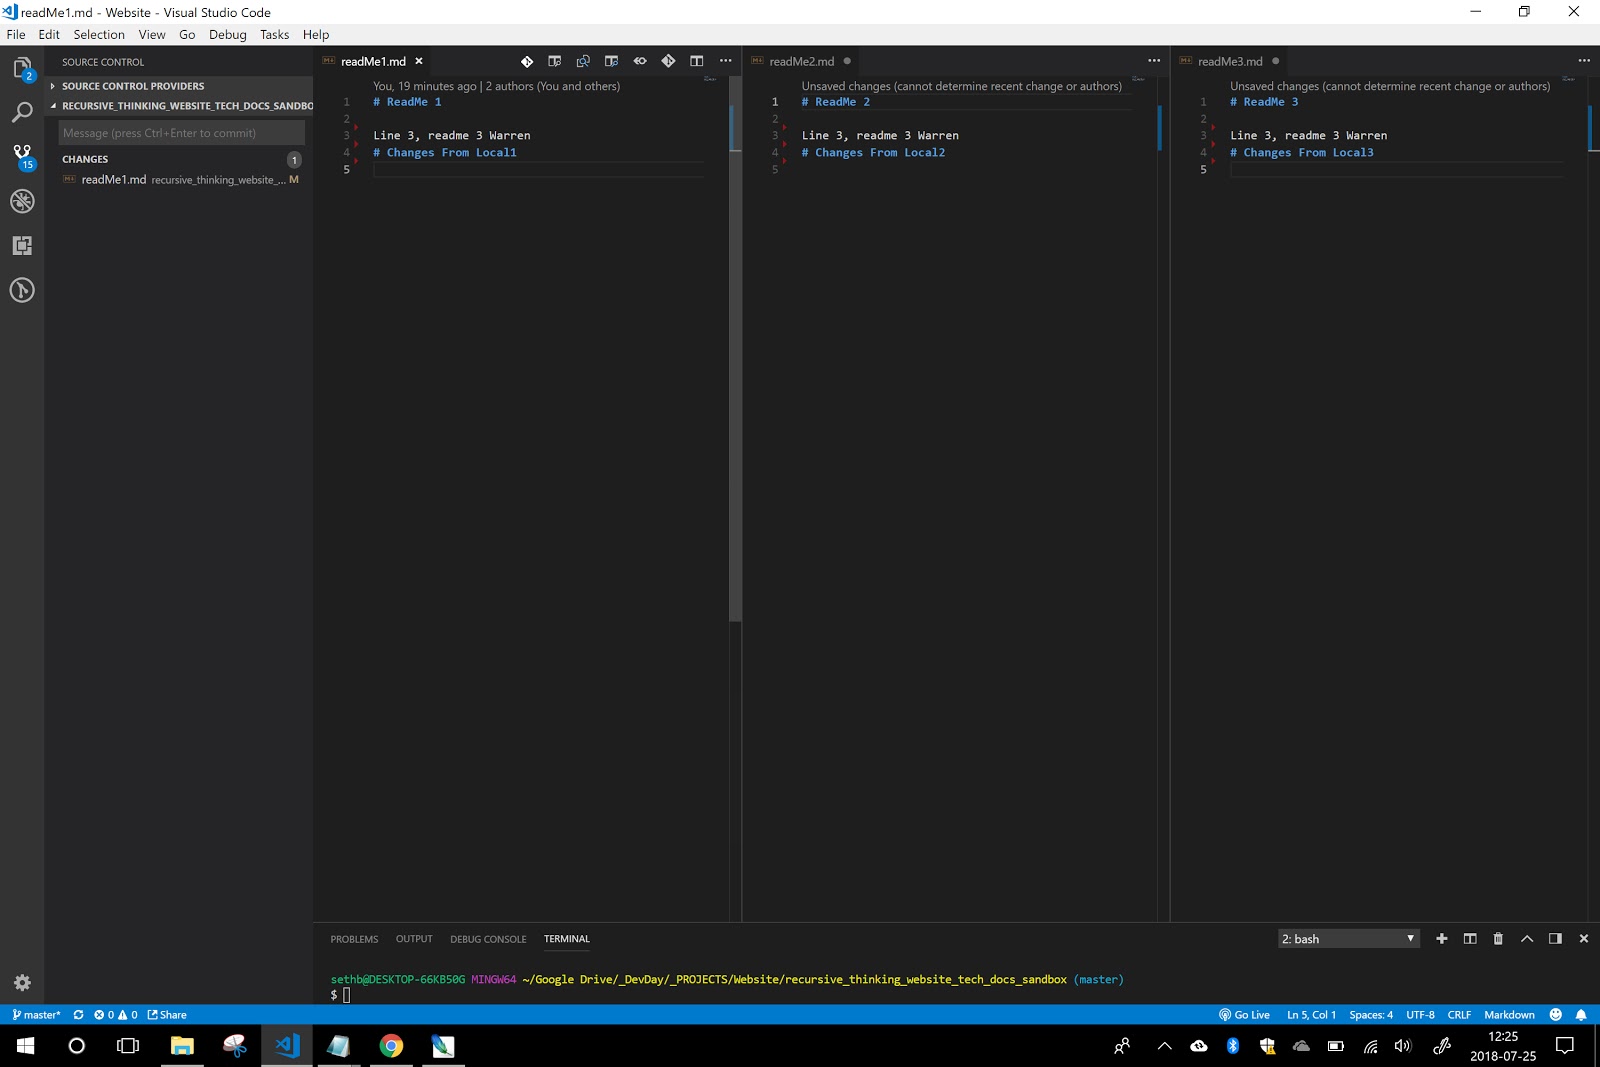 readMe1.md - Website - Visual Studio Code
File Edit Selection View Go Debug Tasks Help
2
15
SOURCE CONTROL
SOURCE CONTROL PROVIDERS
RECURSIVE_THINKING_WEBSITE_TECH_DOCS_SANDBO
Message (press Ctrl+Enter to commit)
CHANGES 1
readMe1.md recursive_thinking_website_... M
readMe1.md
You, 19 minutes ago | 2 authors (You and others)
1 # ReadMe 1
2
3 Line 3, readme 3 Warren
4 # Changes From Local1
5
readMe2.md
Unsaved changes (cannot determine recent change or authors)
1 # ReadMe 2
2
3 Line 3, readme 3 Warren
4 # Changes From Local2
5
readMe3.md
Unsaved changes (cannot determine recent change or authors)
1 # ReadMe 3
2
3 Line 3, readme 3 Warren
4 # Changes From Local3
5
PROBLEMS OUTPUT DEBUG CONSOLE TERMINAL 2: bash
sethb@DESKTOP-66KB50G MINGW64 ~/Google Drive/_DevDay/_PROJECTS/Website/recursive_thinking_website_tech_docs_sandbox (master)
$
master* 0 0 Share Go Live Ln 5, Col 1 Spaces: 4 UTF-8 CRLF Markdown
12:25
2018-07-25